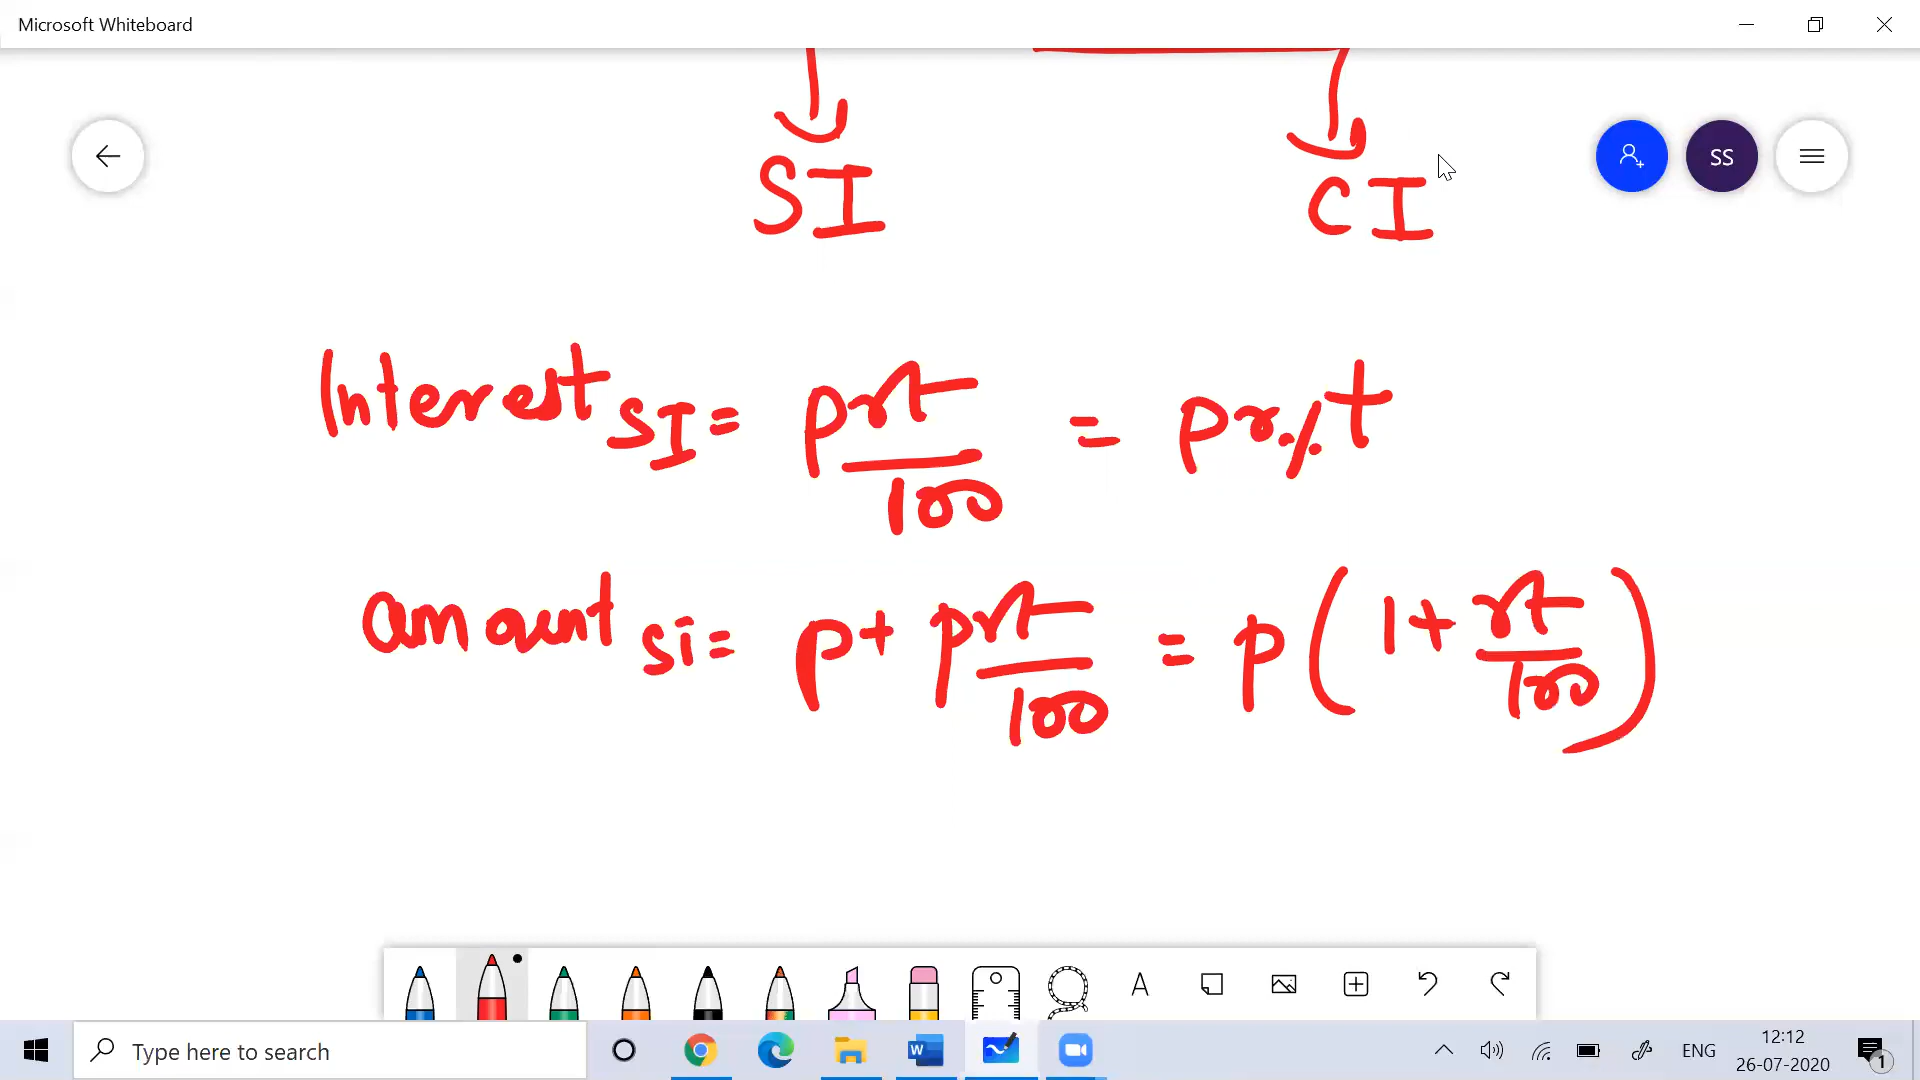 Microsoft Whiteboard
SI
CI
SS
Interest SI = prt/100 = pr%t
amount si = p + prt/100 = p(1 + rt/100)
A
Type here to search
W
ENG
12:12
26-07-2020
1